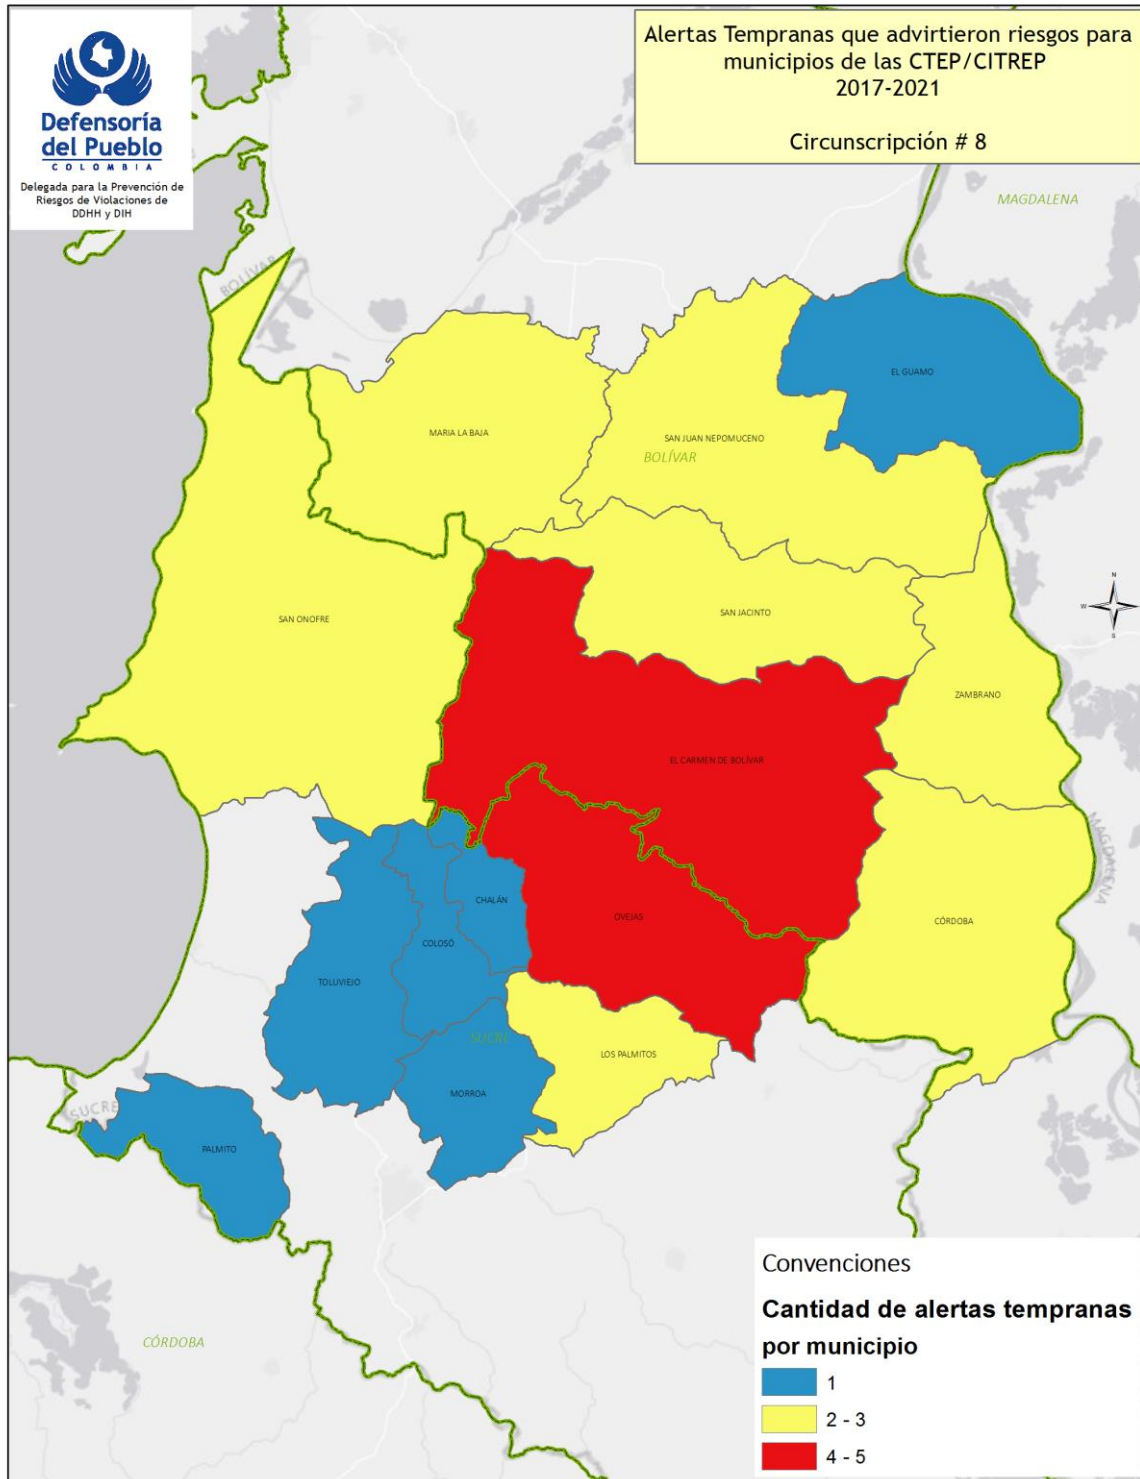 Defensoría
del Pueblo
COLOMBIA
Delegada para la Prevención de
Riesgos de Violaciones de
DDHH y DIH
Alertas Tempranas que advirtieron riesgos para
municipios de las CTEP/CITREP
2017-2021
Circunscripción # 8
MAGDALENA
BOLÍVAR
EL GUAMO
MARIA LA BAJA
SAN JUAN NEPOMUCENO
BOLÍVAR
N
W
S
SAN ONOFRE
SAN JACINTO
ZAMBRANO
EL CARMEN DE BOLÍVAR
MAGDALENA
CHALÁN
OVEJAS
CÓRDOBA
COLOSÓ
TOLUVIEJO
SUCRE
LOS PALMITOS
MORROA
SUCRE
PALMITO
CÓRDOBA
Convenciones
Cantidad de alertas tempranas
por municipio
1
2 - 3
4 - 5